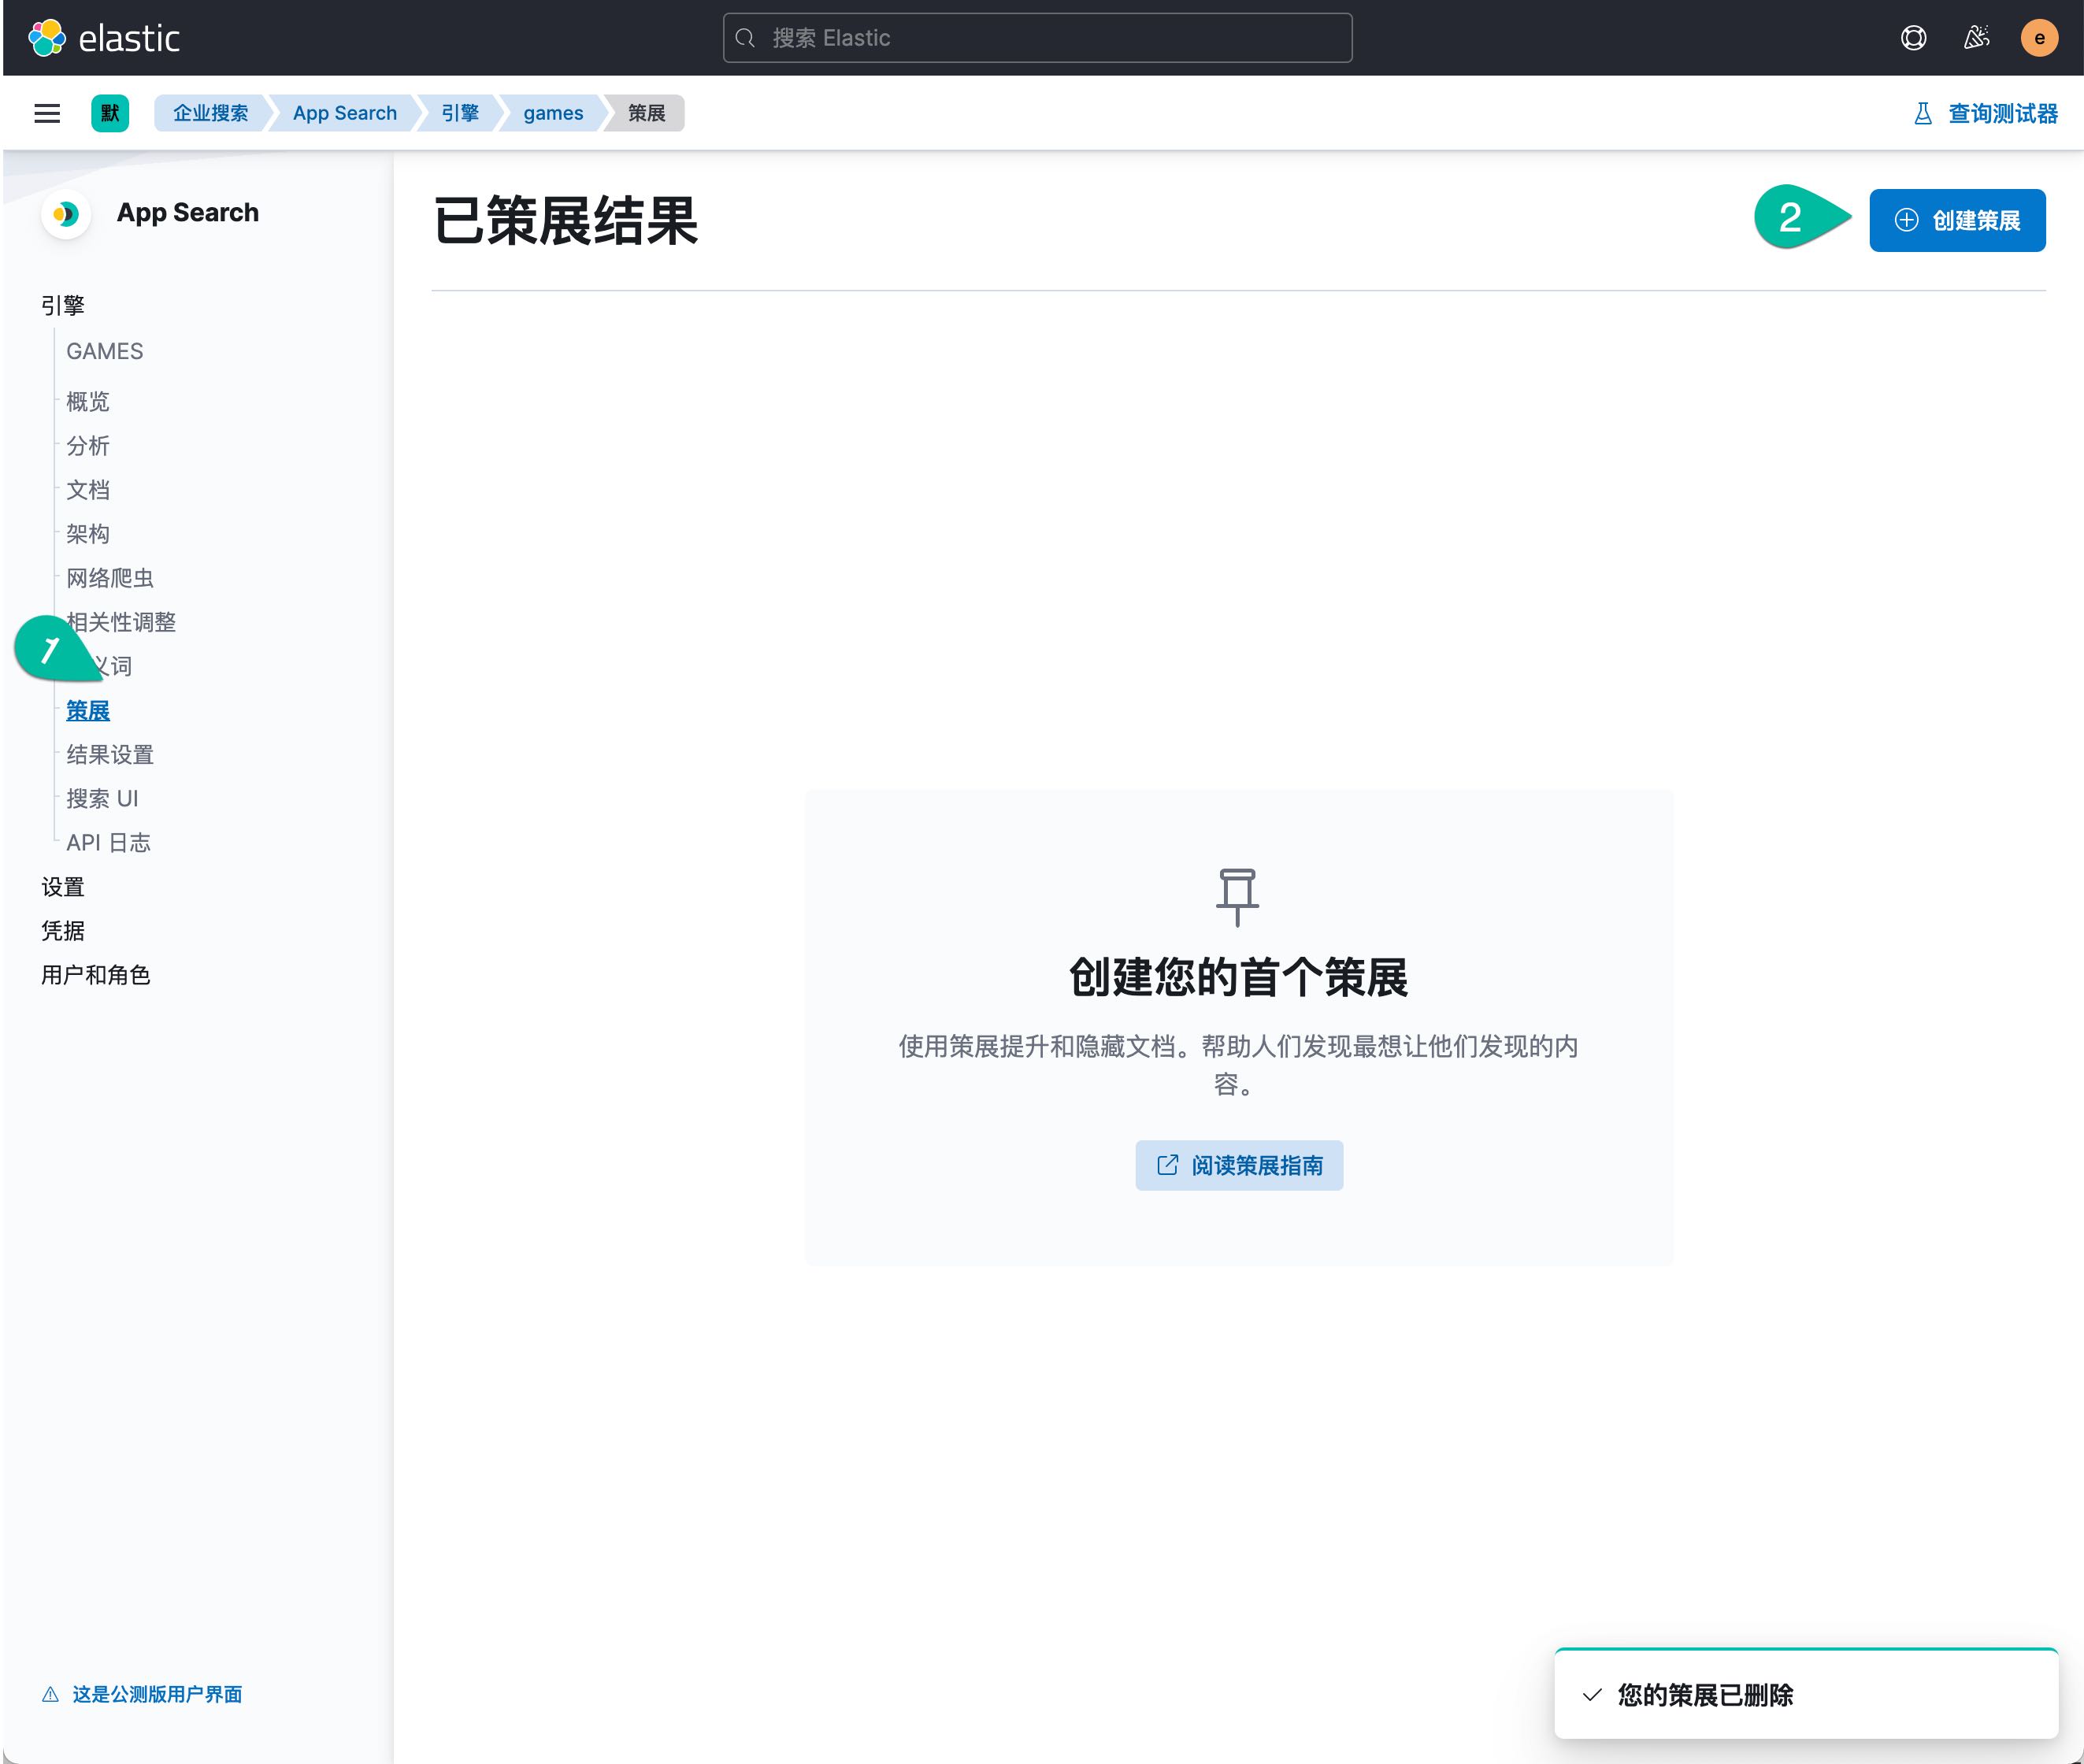 elastic
搜索 Elastic
e
默
企业搜索
App Search
引擎
games
策展
查询测试器
App Search
已策展结果
2
创建策展
引擎
GAMES
概览
分析
文档
架构
网络爬虫
相关性调整
1
义词
策展
结果设置
搜索 UI
API 日志
设置
凭据
用户和角色
创建您的首个策展
使用策展提升和隐藏文档。帮助人们发现最想让他们发现的内
容。
阅读策展指南
这是公测版用户界面
您的策展已删除